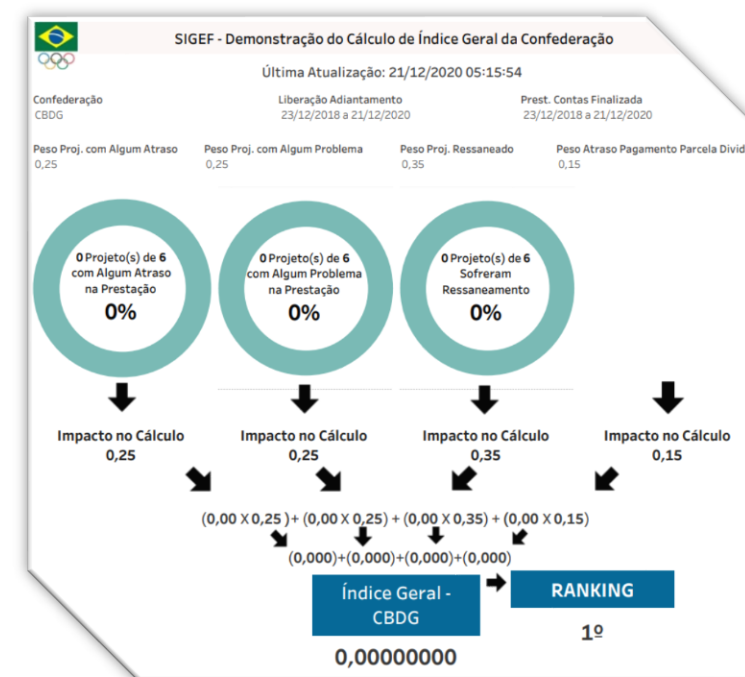 SIGEF - Demonstração do Cálculo de Índice Geral da Confederação
Última Atualização: 21/12/2020 05:15:54
Confederação
CBDG
Liberação Adiantamento
23/12/2018 a 21/12/2020
Prest. Contas Finalizada
23/12/2018 a 21/12/2020
Peso Proj. com Algum Atraso
0,25
Peso Proj. com Algum Problema
0,25
Peso Proj. Ressaneado
0,35
Peso Atraso Pagamento Parcela Divid
0,15
0 Projeto(s) de 6
com Algum Atraso
na Prestação
0%
0 Projeto(s) de 6
com Algum Problema
na Prestação
0%
0 Projeto(s) de 6
Sofreram
Ressaneamento
0%
Impacto no Cálculo
0,25
Impacto no Cálculo
0,25
Impacto no Cálculo
0,35
Impacto no Cálculo
0,15
(0,00 X 0,25 ) + (0,00 X 0,25) + (0,00 X 0,35) + (0,00 X 0,15)
(0,000)+(0,000)+(0,000)+(0,000)
Índice Geral -
CBDG
RANKING
1º
0,00000000